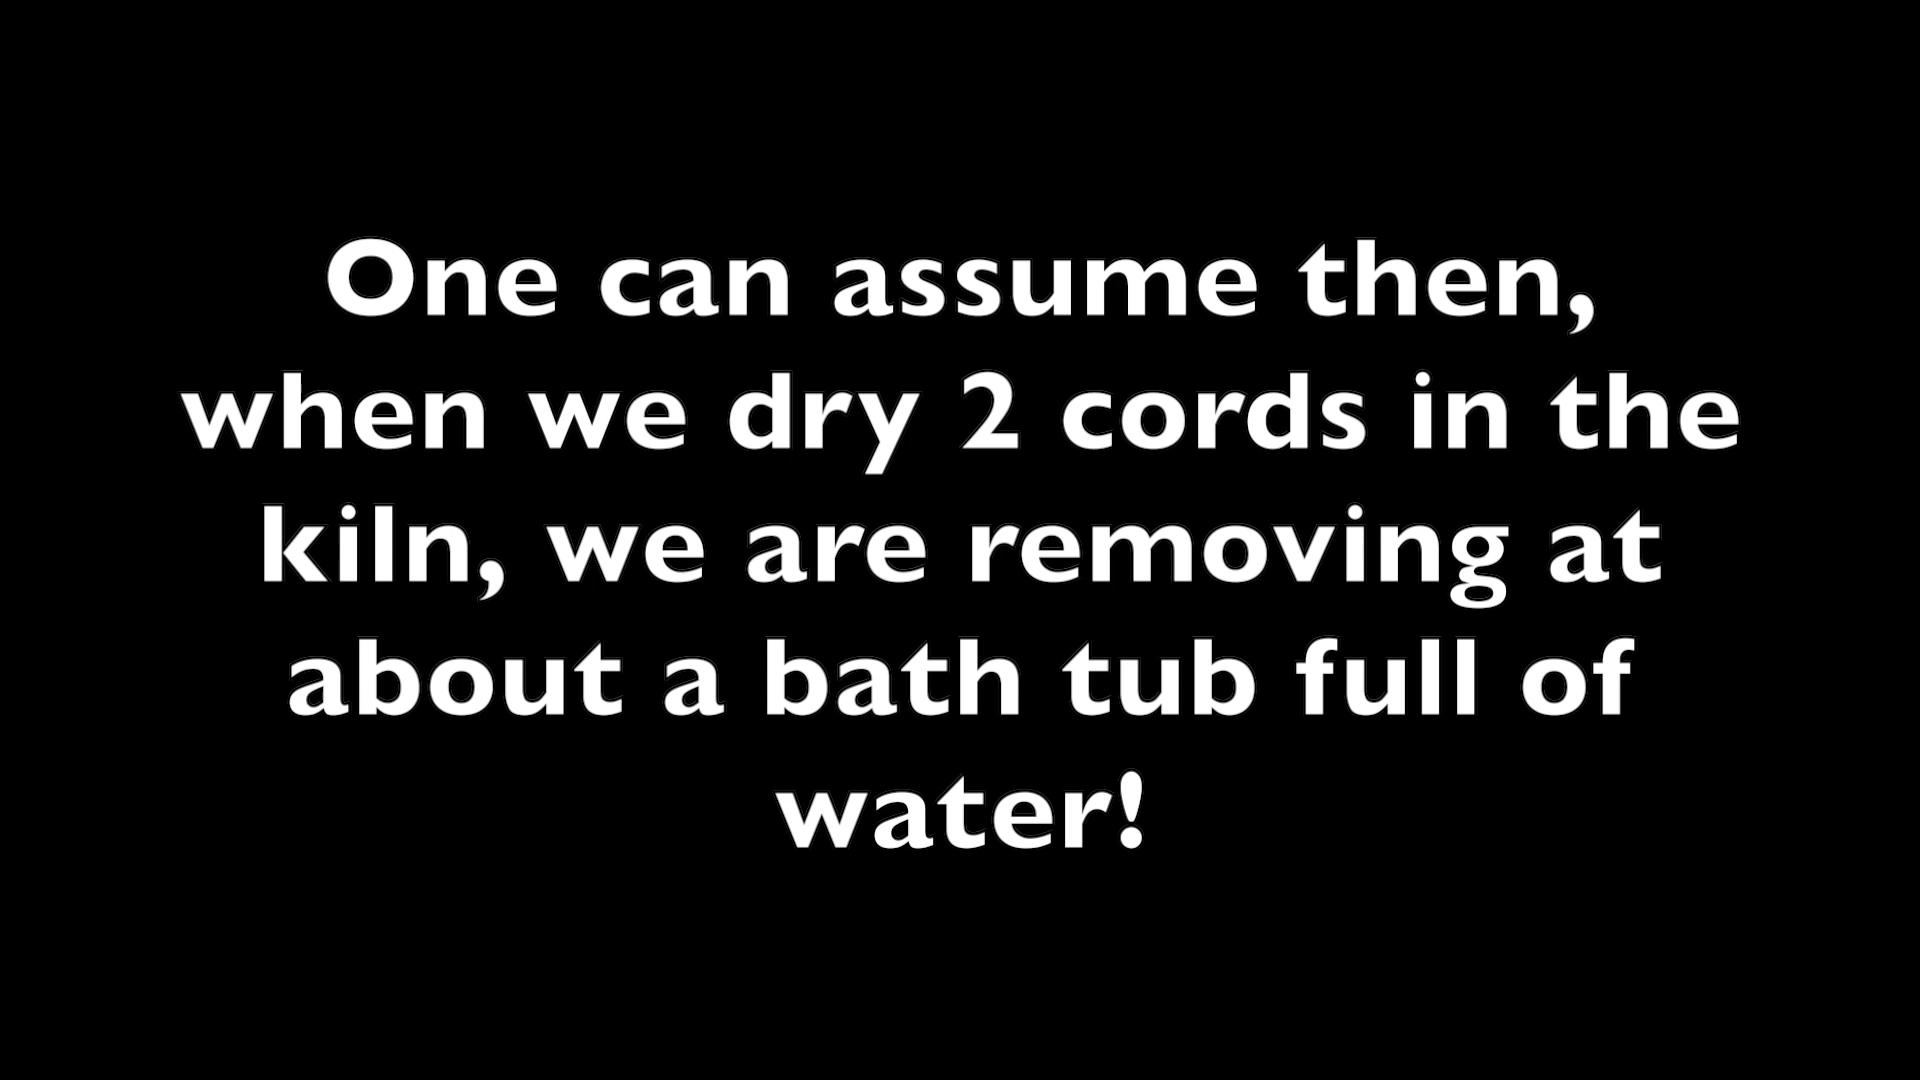 One can assume then,
when we dry 2 cords in the
kiln, we are removing at
about a bath tub full of
water!